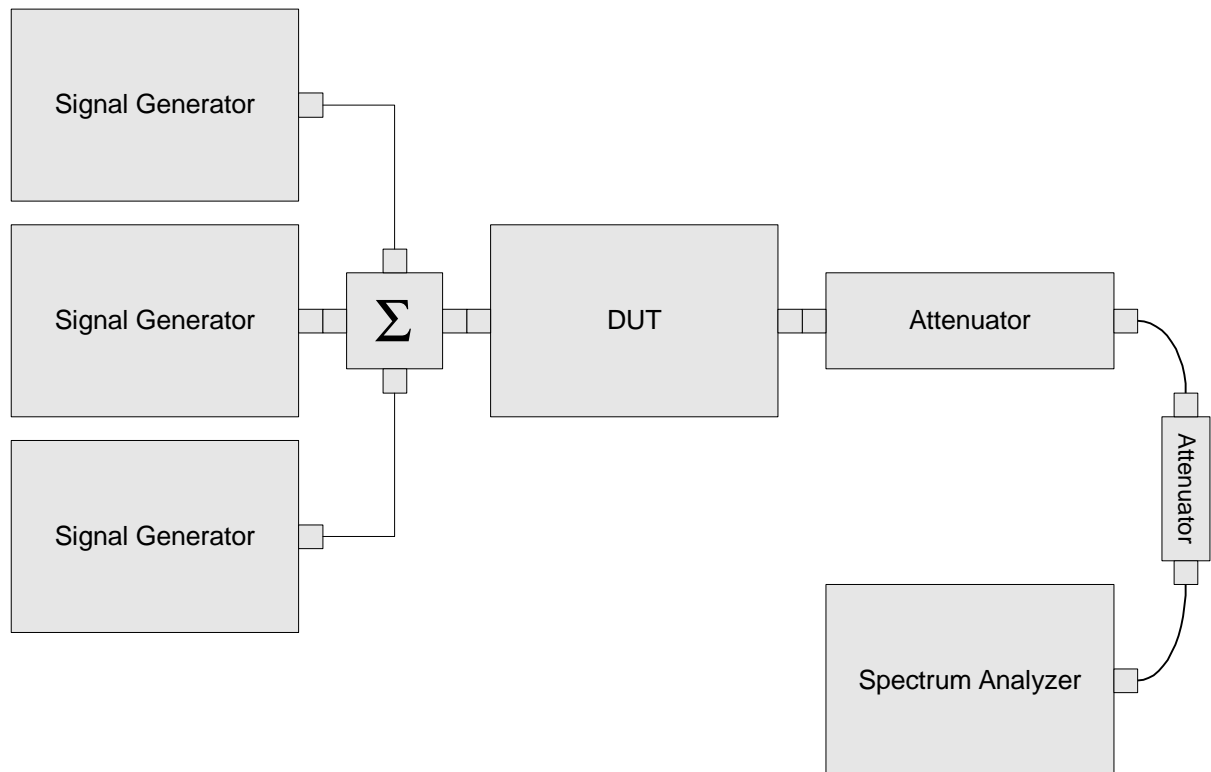 Signal Generator
Signal Generator
Σ
DUT
Attenuator
Attenuator
Signal Generator
Spectrum Analyzer